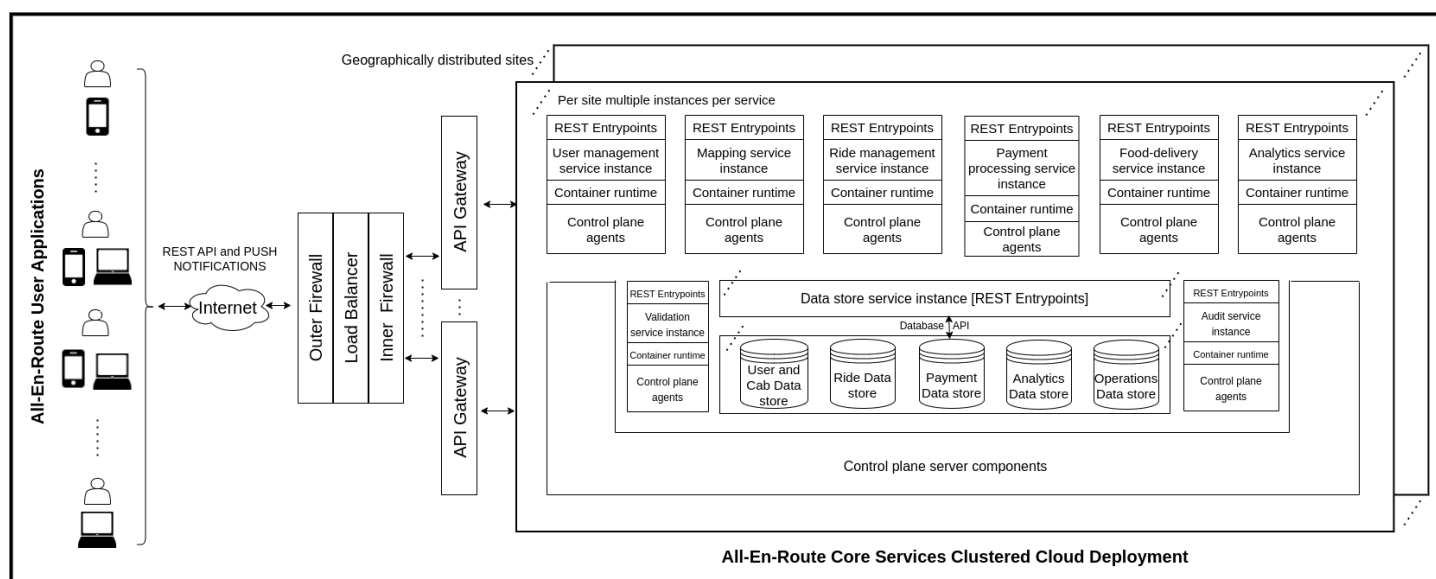 All-En-Route User Applications
REST API and PUSH
NOTIFICATIONS
Internet
Outer Firewall
Load Balancer
Inner Firewall
API Gateway
API Gateway
Geographically distributed sites
Per site multiple instances per service
REST Entrypoints
User management
service instance
Container runtime
Control plane
agents
REST Entrypoints
Mapping service
instance
Container runtime
Control plane
agents
REST Entrypoints
Ride management
service instance
Container runtime
Control plane
agents
REST Entrypoints
Payment
processing service
instance
Container runtime
Control plane
agents
REST Entrypoints
Food-delivery
service instance
Container runtime
Control plane
agents
REST Entrypoints
Analytics service
instance
Container runtime
Control plane
agents
REST Entrypoints
Validation
service instance
Container runtime
Control plane
agents
Data store service instance [REST Entrypoints]
Database API
User and
Cab Data
store
Ride Data
store
Payment
Data store
Analytics
Data store
Operations
Data store
REST Entrypoints
Audit service
instance
Container runtime
Control plane
agents
Control plane server components
All-En-Route Core Services Clustered Cloud Deployment